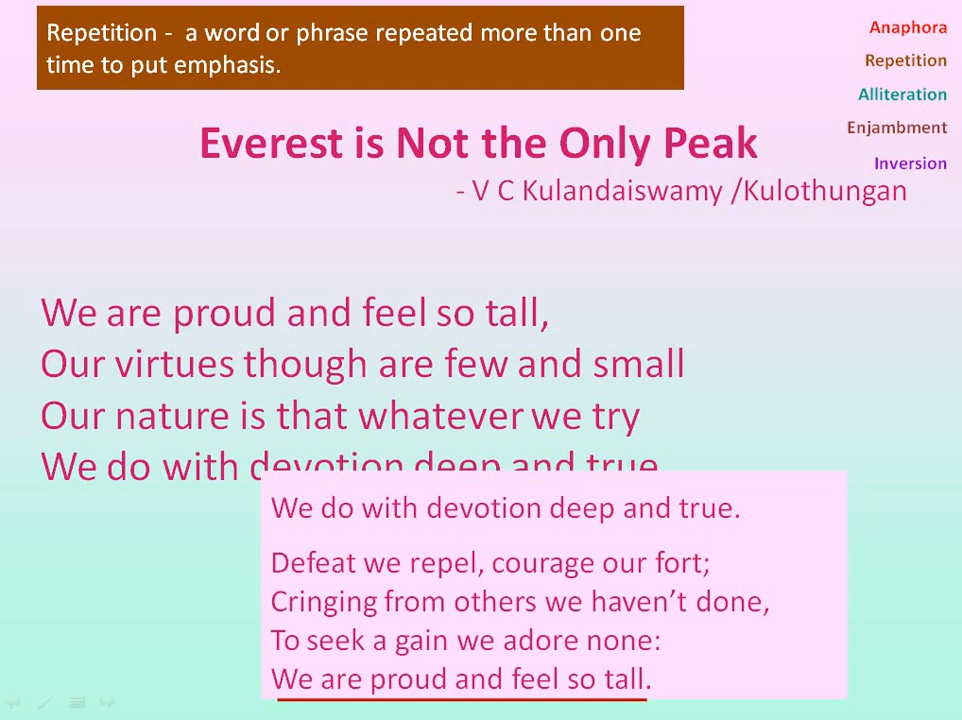 Repetition - a word or phrase repeated more than one
time to put emphasis.
Anaphora
Repetition
Alliteration
Enjambment
Inversion
Everest is Not the Only Peak
- V C Kulandaiswamy /Kulothungan
We are proud and feel so tall,
Our virtues though are few and small
Our nature is that whatever we try
We do with devotion deep and true
We do with devotion deep and true.
Defeat we repel, courage our fort;
Cringing from others we haven’t done,
To seek a gain we adore none:
We are proud and feel so tall.